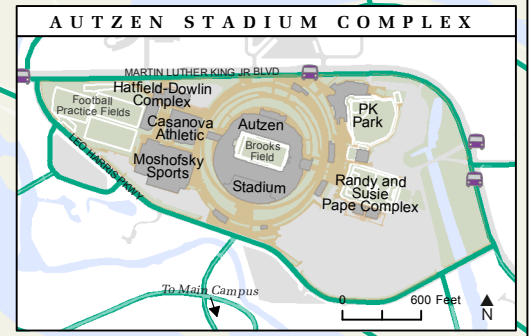 AUTZEN STADIUM COMPLEX
MARTIN LUTHER KING JR BLVD
Hatfield-Dowlin
Complex
Football
Practice Fields
PK
Park
Casanova
Athletic
Autzen
Brooks
Field
Moshofsky
Sports
Stadium
Randy and
Susie
Pape Complex
LEO HARRIS PKWY
To Main Campus
0 600 Feet
N